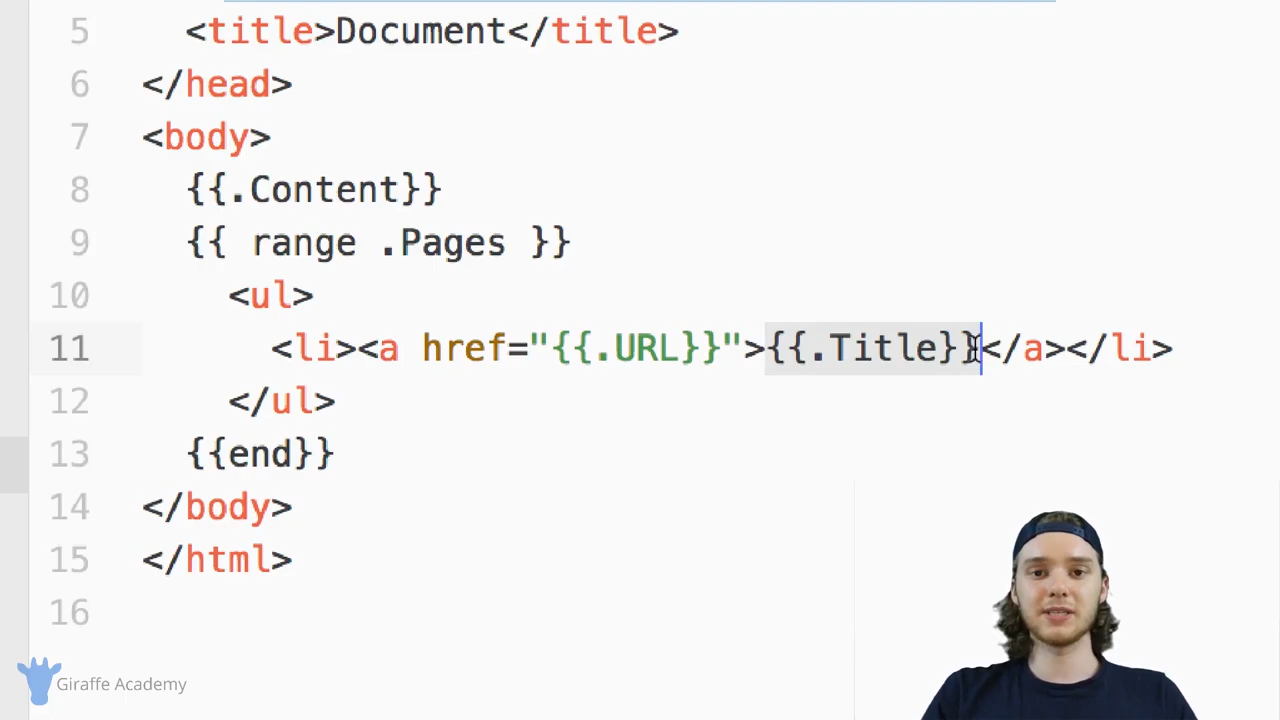 5 <title>Document</title>
6 </head>
7 <body>
8 {{.Content}}
9 {{ range .Pages }}
10 <ul>
11 <li><a href="{{.URL}}">{{.Title}}</a></li>
12 </ul>
13 {{end}}
14 </body>
15 </html>
16
Giraffe Academy